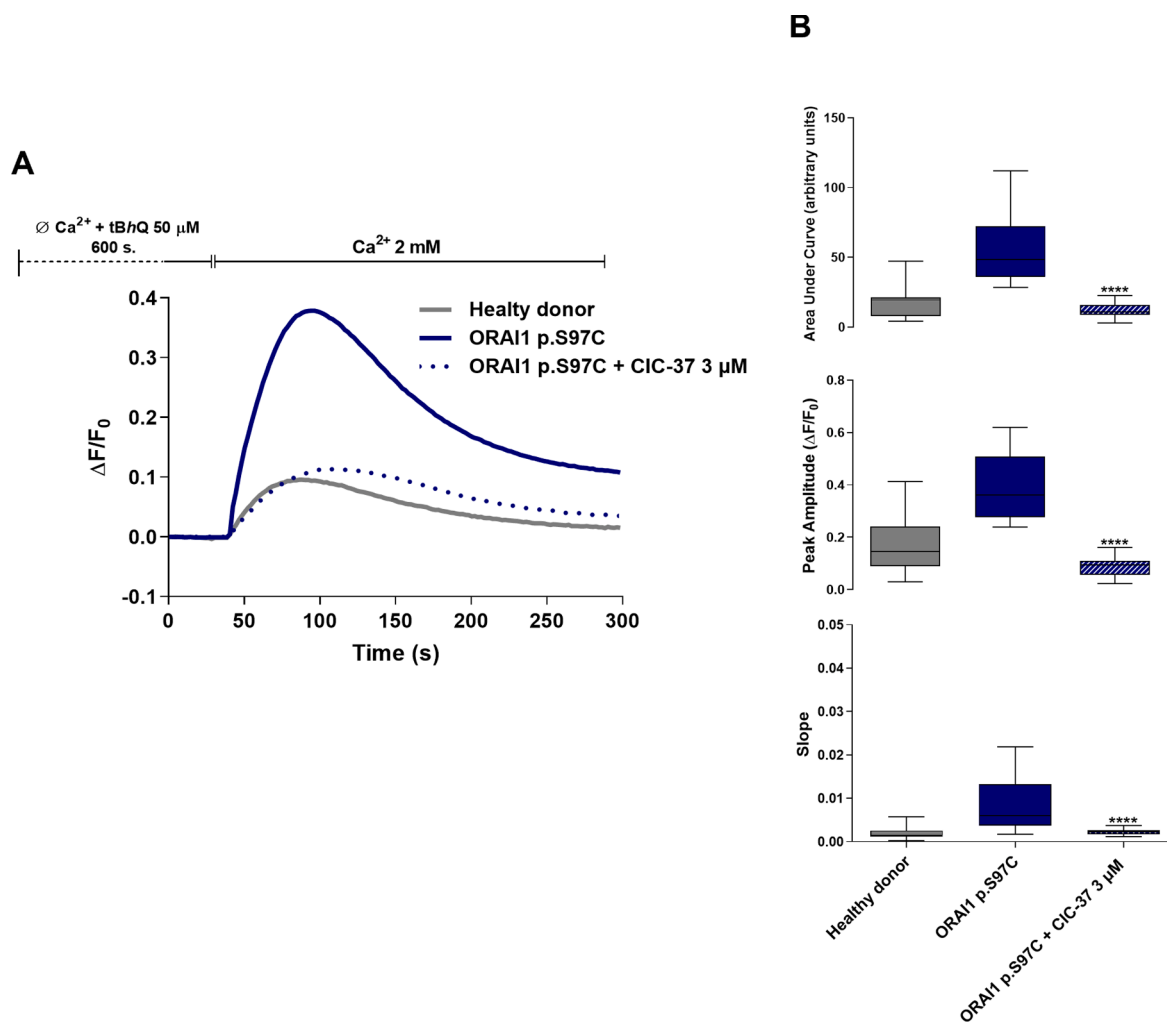 A
∅ Ca2+ + tBhQ 50 μM
600 s.
Ca2+ 2 mM
0.4
0.3
0.2
0.1
0.0
-0.1
ΔF/F0
0 50 100 150 200 250 300
Time (s)
Healty donor
ORAI1 p.S97C
ORAI1 p.S97C + CIC-37 3 μM
B
Area Under Curve (arbitrary units)
150
100
50
0
****
Peak Amplitude (ΔF/F0)
0.8
0.6
0.4
0.2
0.0
****
Slope
0.05
0.04
0.03
0.02
0.01
0.00
****
Healthy donor
ORAI1 p.S97C
ORAI1 p.S97C + CIC-37 3 μM